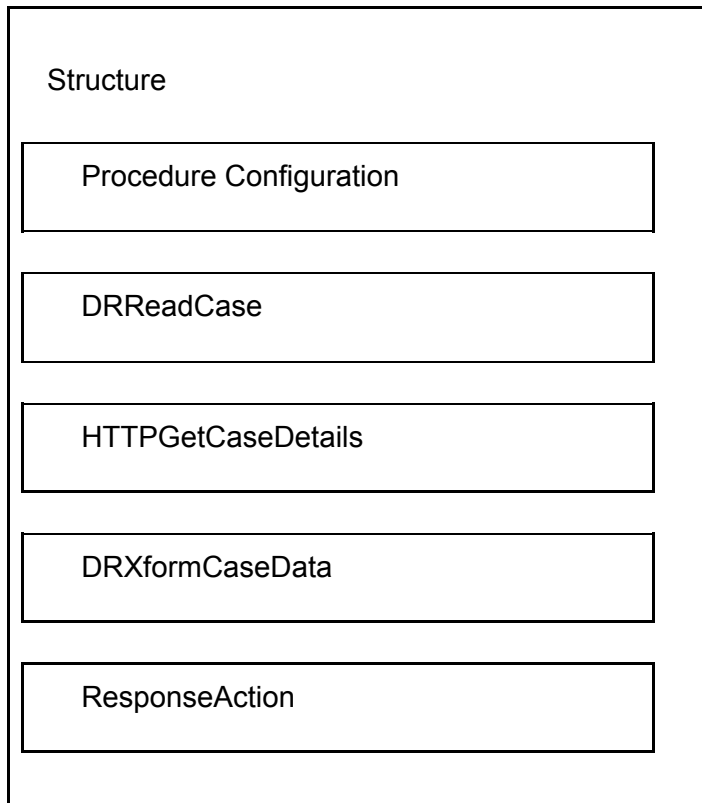 Structure
Procedure Configuration
DRReadCase
HTTPGetCaseDetails
DRXformCaseData
ResponseAction